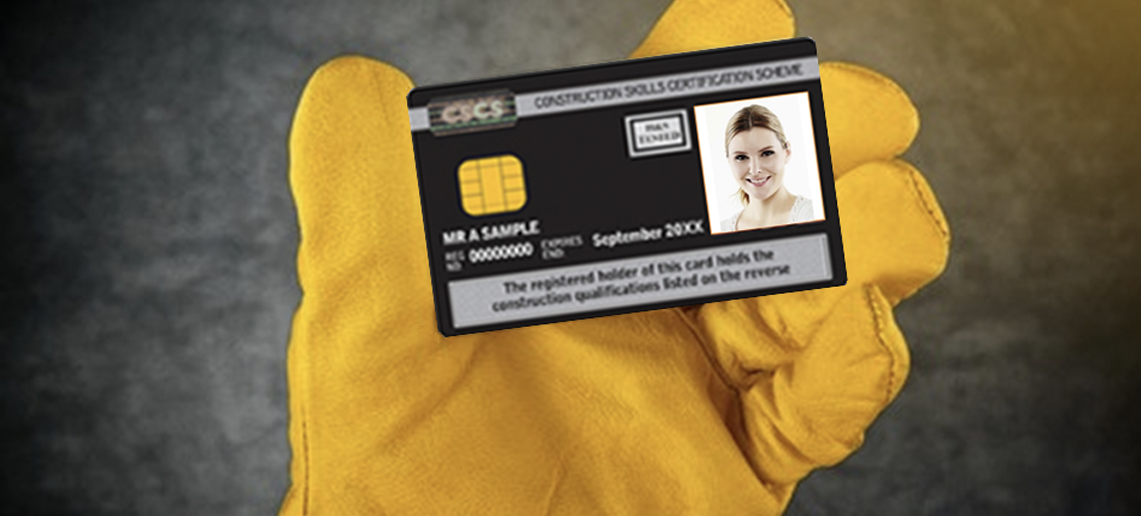 CSCS
CONSTRUCTION SKILLS CERTIFICATION SCHEME
TESTED
MR A SAMPLE
REG NO 00000000 EXPIRES END: September 20XX
The registered holder of this card holds the
construction qualifications listed on the reverse